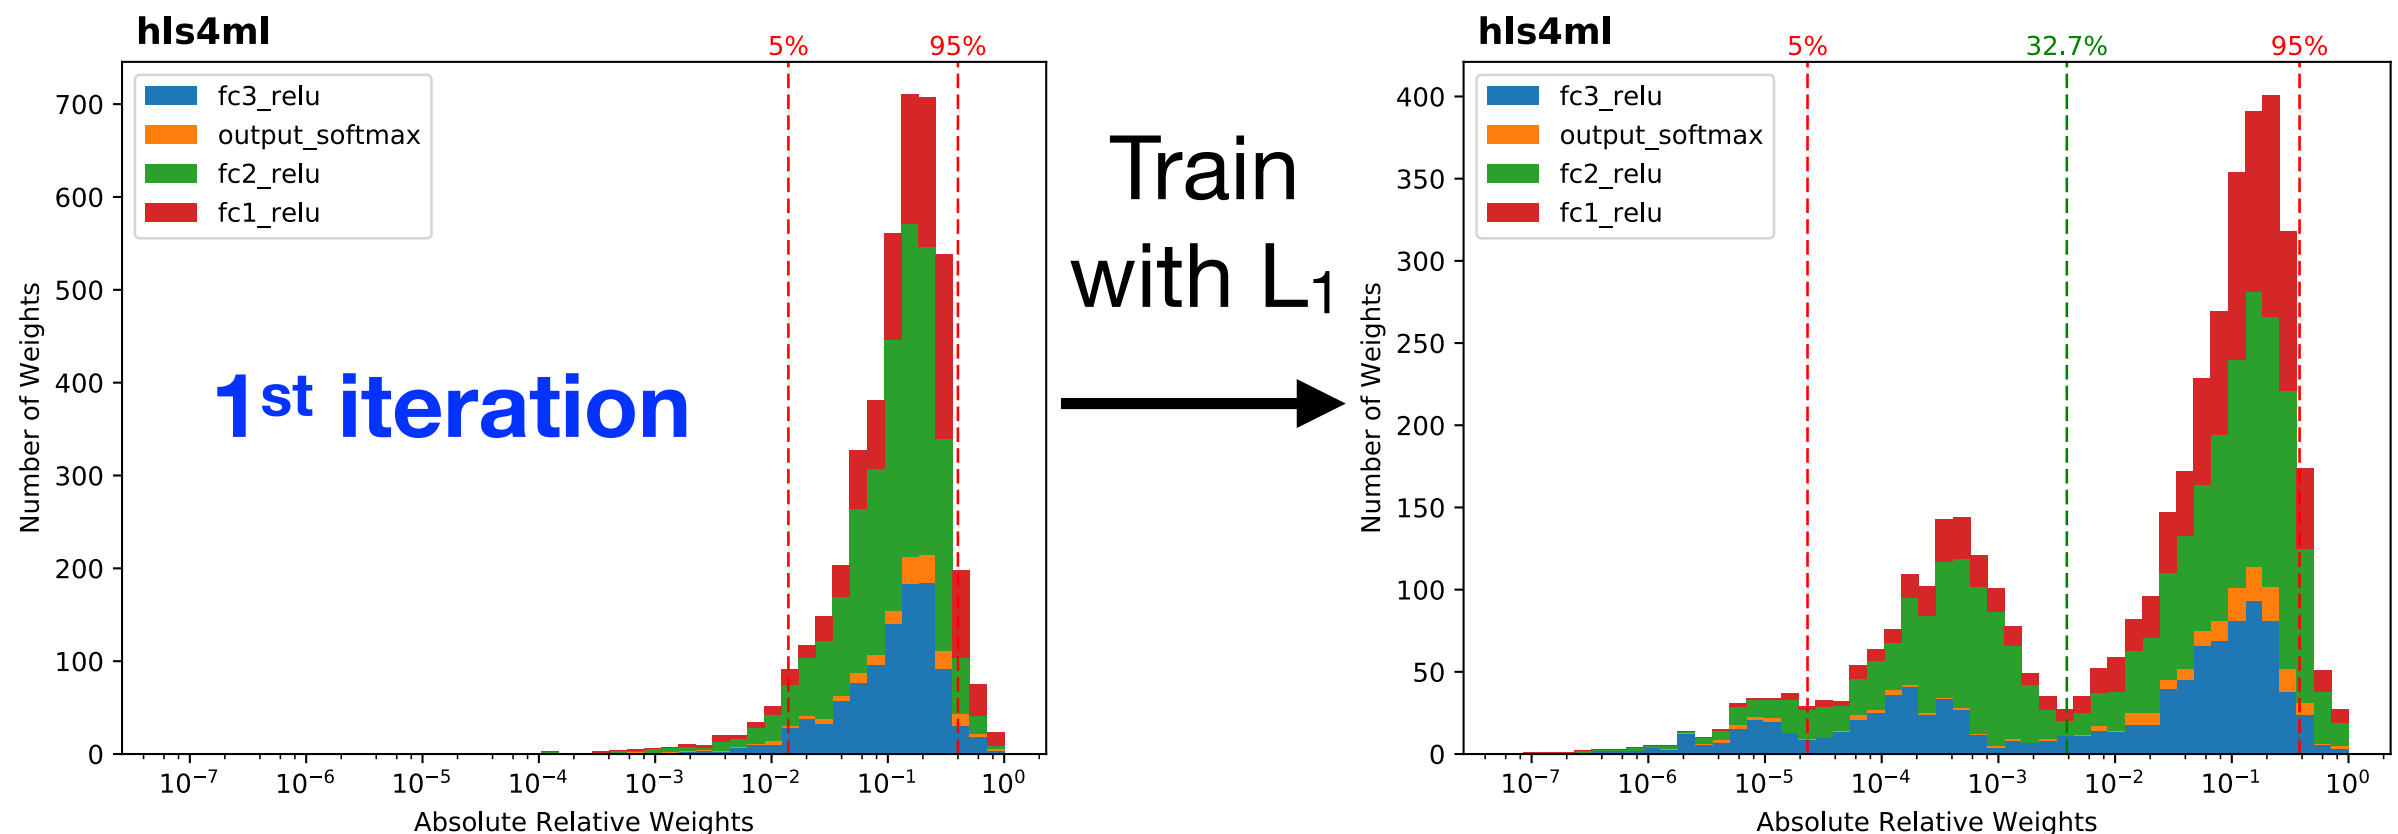 hls4ml
5% 95%
fc3_relu
output_softmax
fc2_relu
fc1_relu
Number of Weights
700
600
500
400
300
200
100
0
1st iteration
10⁻⁷ 10⁻⁶ 10⁻⁵ 10⁻⁴ 10⁻³ 10⁻² 10⁻¹ 10⁰
Absolute Relative Weights
Train
with L₁
hls4ml
5% 32.7% 95%
fc3_relu
output_softmax
fc2_relu
fc1_relu
Number of Weights
400
350
300
250
200
150
100
50
0
10⁻⁷ 10⁻⁶ 10⁻⁵ 10⁻⁴ 10⁻³ 10⁻² 10⁻¹ 10⁰
Absolute Relative Weights